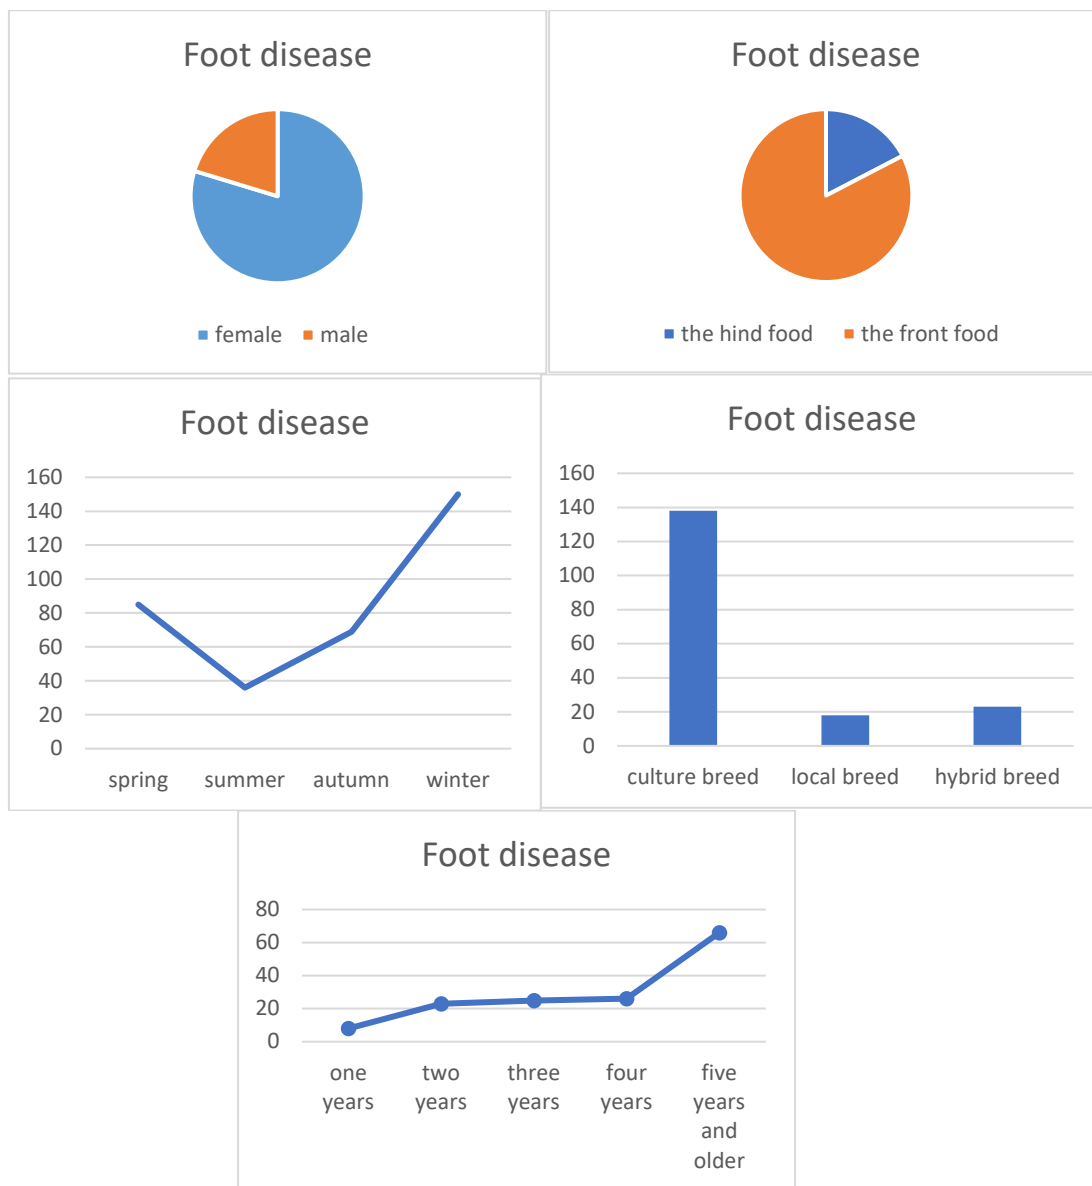 Foot disease
female male
Foot disease
the hind food the front food
Foot disease
160
140
120
100
80
60
40
20
0
spring summer autumn winter
Foot disease
160
140
120
100
80
60
40
20
0
culture breed local breed hybrid breed
Foot disease
80
60
40
20
0
one two three four five
years years years years years
and
older